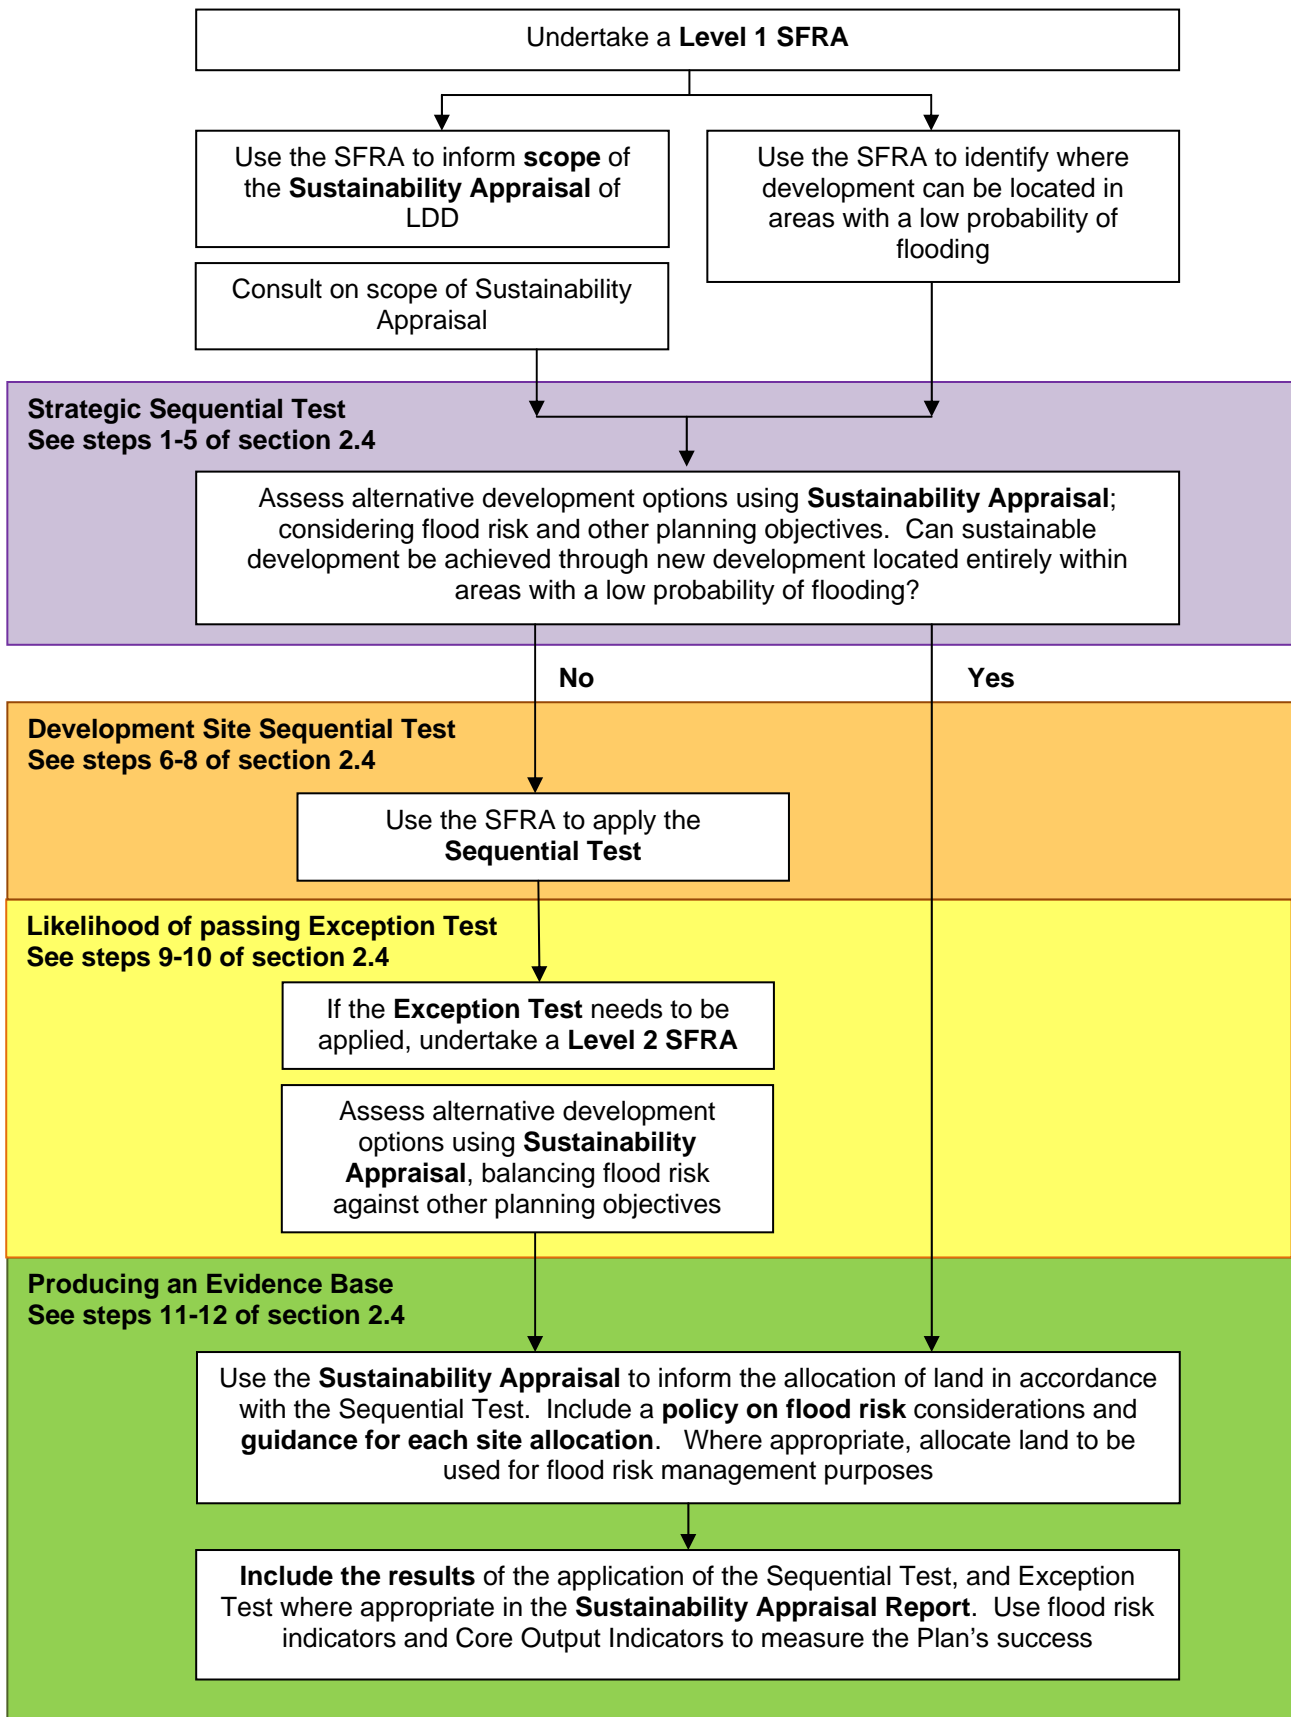 Undertake a Level 1 SFRA
Use the SFRA to inform scope of
the Sustainability Appraisal of
LDD
Use the SFRA to identify where
development can be located in
areas with a low probability of
flooding
Consult on scope of Sustainability
Appraisal
Strategic Sequential Test
See steps 1-5 of section 2.4
Assess alternative development options using Sustainability Appraisal;
considering flood risk and other planning objectives.  Can sustainable
development be achieved through new development located entirely within
areas with a low probability of flooding?
No
Yes
Development Site Sequential Test
See steps 6-8 of section 2.4
Use the SFRA to apply the
Sequential Test
Likelihood of passing Exception Test
See steps 9-10 of section 2.4
If the Exception Test needs to be
applied, undertake a Level 2 SFRA
Assess alternative development
options using Sustainability
Appraisal, balancing flood risk
against other planning objectives
Producing an Evidence Base
See steps 11-12 of section 2.4
Use the Sustainability Appraisal to inform the allocation of land in accordance
with the Sequential Test.  Include a policy on flood risk considerations and
guidance for each site allocation.   Where appropriate, allocate land to be
used for flood risk management purposes
Include the results of the application of the Sequential Test, and Exception
Test where appropriate in the Sustainability Appraisal Report.  Use flood risk
indicators and Core Output Indicators to measure the Plan’s success